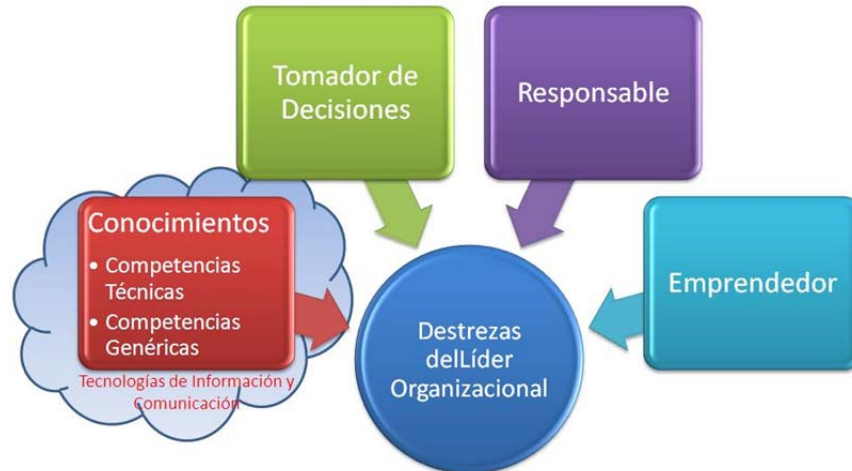 Tomador de
Decisiones
Responsable
Conocimientos
• Competencias
Técnicas
• Competencias
Genéricas
Tecnologías de Información y
Comunicación
Emprendedor
Destrezas
delLíder
Organizacional